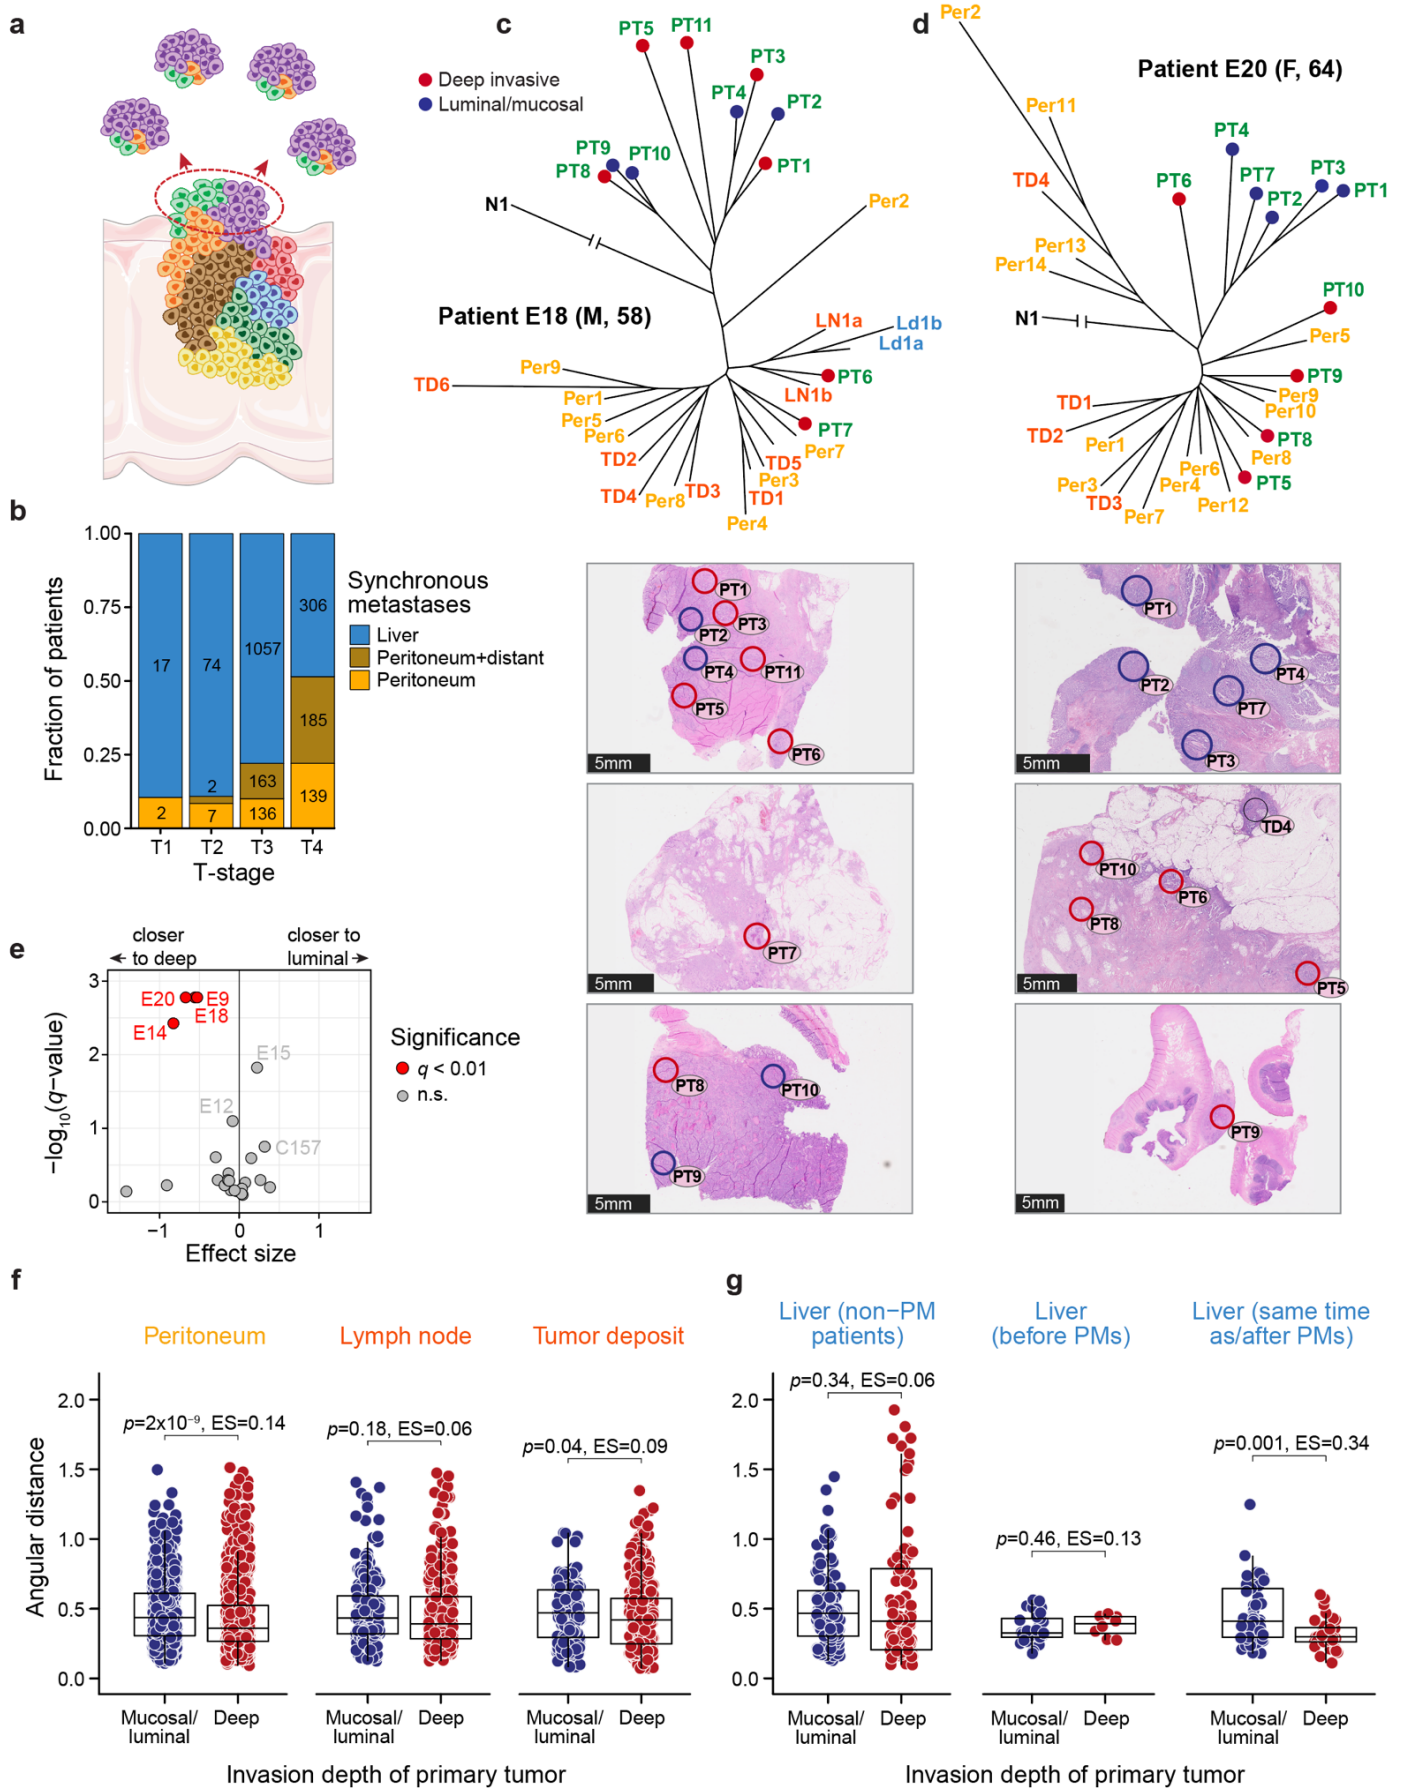 a
b
1.00
0.75
0.50
0.25
0.00
Fraction of patients
17
2
74
2
7
1057
163
136
306
185
139
T1
T2
T3
T4
T-stage
Synchronous
metastases
Liver
Peritoneum+distant
Peritoneum
c
Deep invasive
Luminal/mucosal
Patient E18 (M, 58)
PT5
PT11
PT3
PT4
PT2
PT9
PT10
PT8
PT1
N1
Per2
LN1a
Ld1b
Ld1a
PT6
LN1b
Per9
TD6
Per1
Per5
Per6
TD2
TD4
Per8
TD3
PT7
Per7
TD5
Per3
TD1
Per4
PT1
PT3
PT2
PT4
PT11
PT5
PT6
5mm
PT7
5mm
PT8
PT10
PT9
5mm
d
Patient E20 (F, 64)
Per2
Per11
PT4
TD4
PT6
PT7
PT3
PT2
PT1
Per13
Per14
N1
PT10
Per5
PT9
Per9
Per10
TD1
TD2
Per1
PT8
Per8
Per6
Per3
Per4
PT5
TD3
Per7
Per12
PT1
PT2
PT4
PT7
PT3
5mm
TD4
PT10
PT6
PT8
PT5
5mm
PT9
5mm
e
closer
to deep
closer to
luminal
3
2
1
0
−log10(q−value)
E20
E9
E18
E14
E15
E12
C157
−1
0
1
Effect size
Significance
q < 0.01
n.s.
f
Peritoneum
Lymph node
Tumor deposit
2.0
1.5
1.0
0.5
0.0
Angular distance
p=2x10⁻⁹, ES=0.14
p=0.18, ES=0.06
p=0.04, ES=0.09
Mucosal/
luminal
Deep
Mucosal/
luminal
Deep
Mucosal/
luminal
Deep
Invasion depth of primary tumor
g
Liver (non−PM
patients)
Liver
(before PMs)
Liver (same time
as/after PMs)
2.0
1.5
1.0
0.5
0.0
p=0.34, ES=0.06
p=0.46, ES=0.13
p=0.001, ES=0.34
Mucosal/
luminal
Deep
Mucosal/
luminal
Deep
Mucosal/
luminal
Deep
Invasion depth of primary tumor